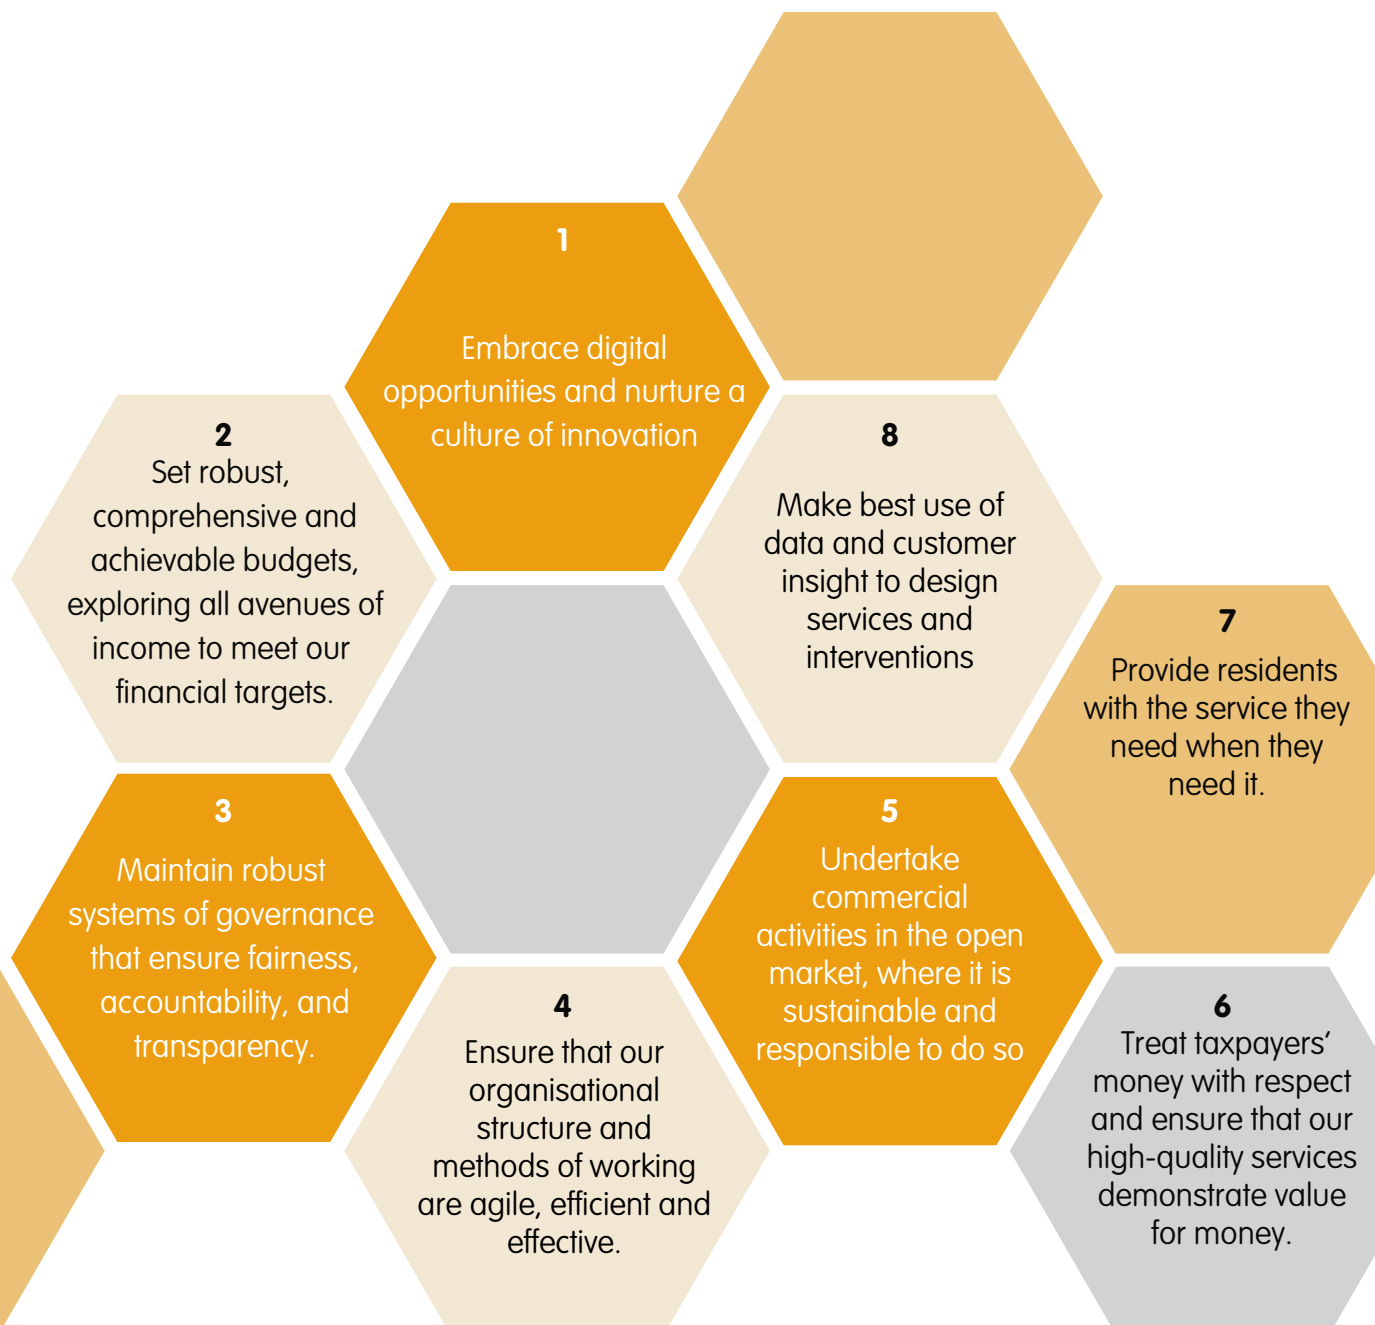 1
Embrace digital
opportunities and nurture a
culture of innovation
2
Set robust,
comprehensive and
achievable budgets,
exploring all avenues of
income to meet our
financial targets.
3
Maintain robust
systems of governance
that ensure fairness,
accountability, and
transparency.
4
Ensure that our
organisational
structure and
methods of working
are agile, efficient and
effective.
5
Undertake
commercial
activities in the open
market, where it is
sustainable and
responsible to do so
6
Treat taxpayers’
money with respect
and ensure that our
high-quality services
demonstrate value
for money.
7
Provide residents
with the service they
need when they
need it.
8
Make best use of
data and customer
insight to design
services and
interventions